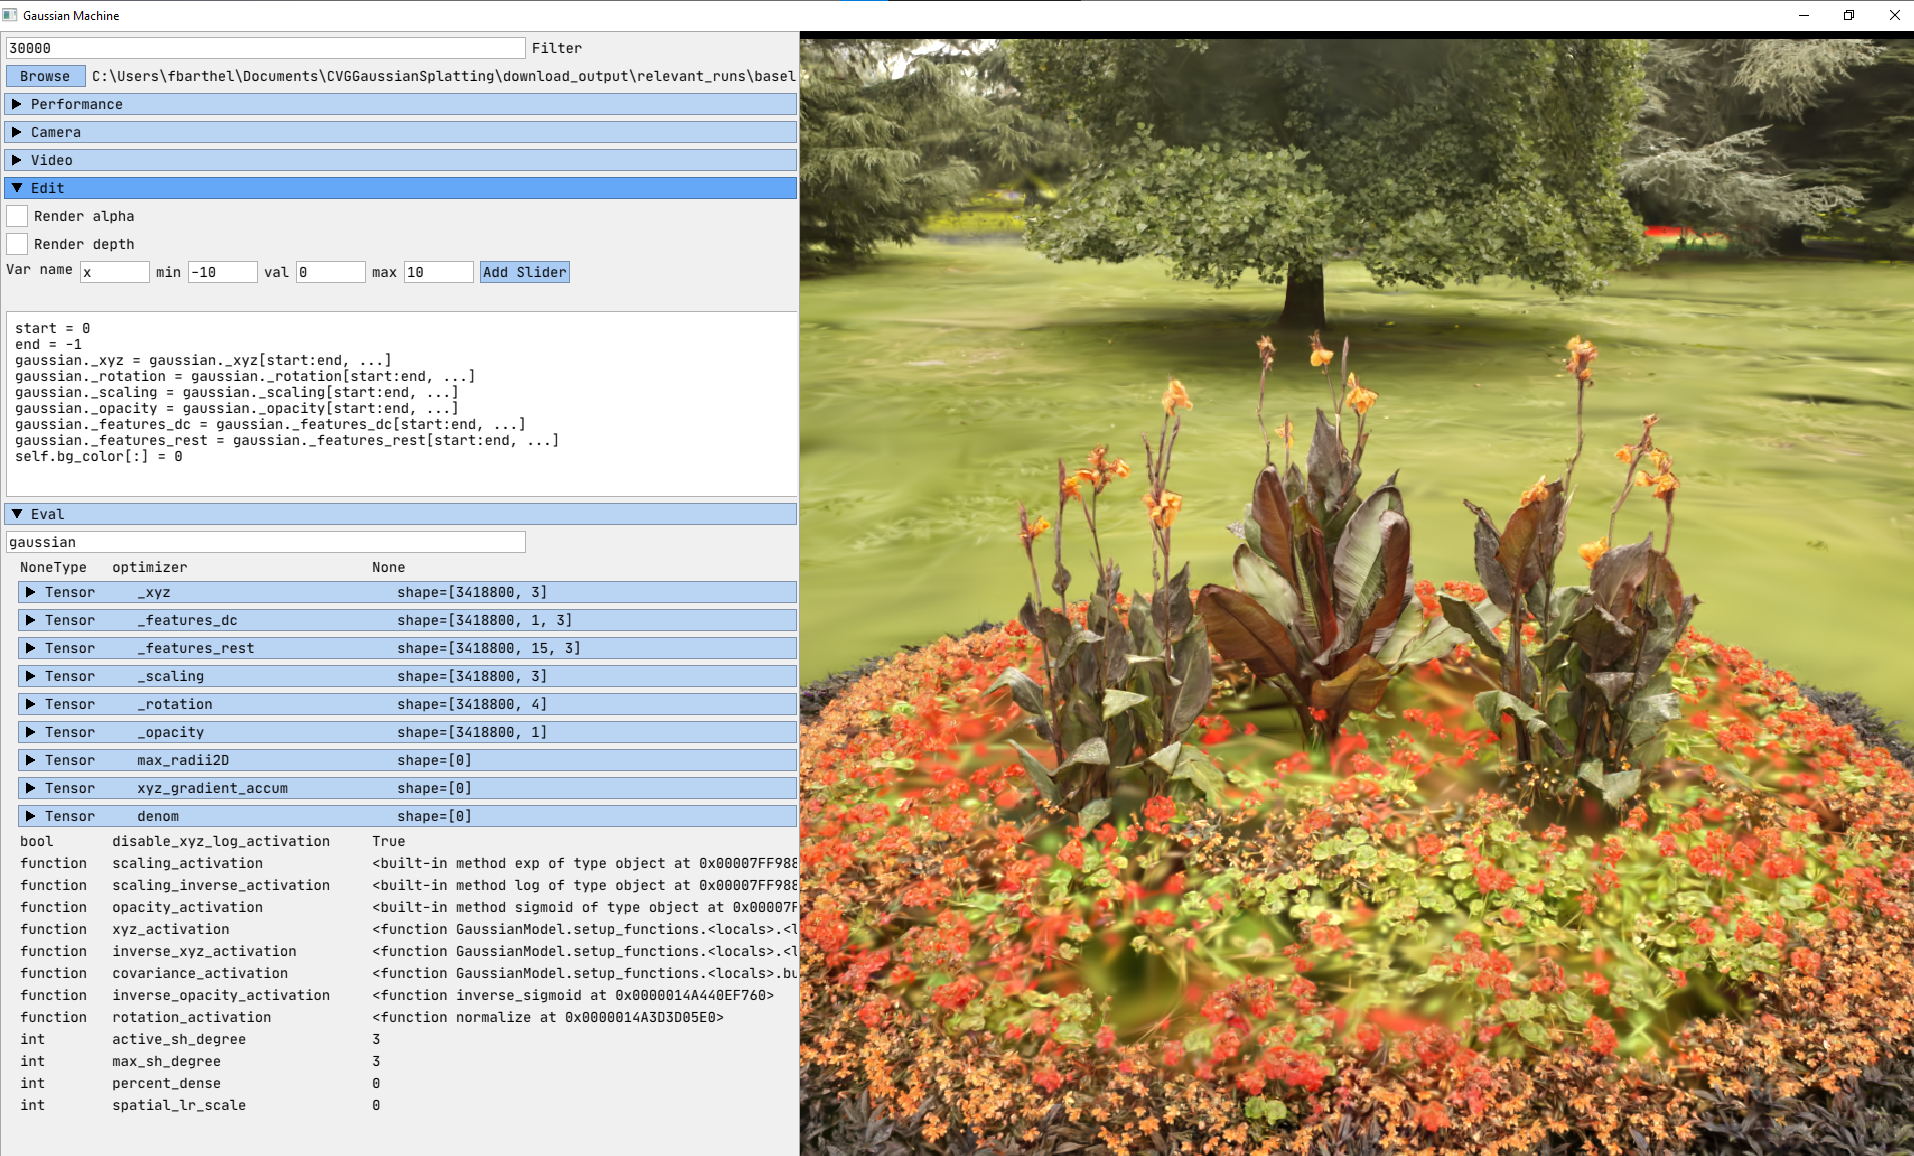 Gaussian Machine
30000 Filter
Browse C:\Users\fbarthel\Documents\CVGGaussianSplatting\download_output\relevant_runs\basel
Performance
Camera
Video
Edit
Render alpha
Render depth
Var name x min -10 val 0 max 10 Add Slider
start = 0
end = -1
gaussian._xyz = gaussian._xyz[start:end, ...]
gaussian._rotation = gaussian._rotation[start:end, ...]
gaussian._scaling = gaussian._scaling[start:end, ...]
gaussian._opacity = gaussian._opacity[start:end, ...]
gaussian._features_dc = gaussian._features_dc[start:end, ...]
gaussian._features_rest = gaussian._features_rest[start:end, ...]
self.bg_color[:] = 0
Eval
gaussian
NoneType optimizer None
Tensor _xyz shape=[3418800, 3]
Tensor _features_dc shape=[3418800, 1, 3]
Tensor _features_rest shape=[3418800, 15, 3]
Tensor _scaling shape=[3418800, 3]
Tensor _rotation shape=[3418800, 4]
Tensor _opacity shape=[3418800, 1]
Tensor max_radii2D shape=[0]
Tensor xyz_gradient_accum shape=[0]
Tensor denom shape=[0]
bool disable_xyz_log_activation True
function scaling_activation <built-in method exp of type object at 0x00007FF988
function scaling_inverse_activation <built-in method log of type object at 0x00007FF988
function opacity_activation <built-in method sigmoid of type object at 0x00007F
function xyz_activation <function GaussianModel.setup_functions.<locals>.<l
function inverse_xyz_activation <function GaussianModel.setup_functions.<locals>.<l
function covariance_activation <function GaussianModel.setup_functions.<locals>.bu
function inverse_opacity_activation <function inverse_sigmoid at 0x0000014A440EF760>
function rotation_activation <function normalize at 0x0000014A3D3D05E0>
int active_sh_degree 3
int max_sh_degree 3
int percent_dense 0
int spatial_lr_scale 0